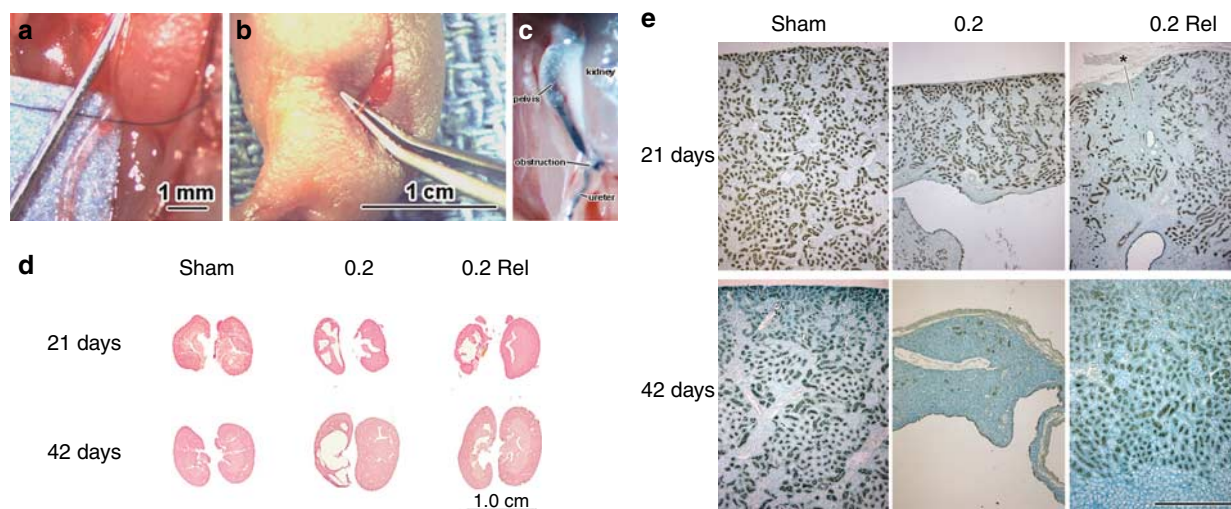 a
1 mm
b
1 cm
c
kidney
pelvis
obstruction
ureter
d
Sham 0.2 0.2 Rel
21 days
42 days
1.0 cm
e
Sham 0.2 0.2 Rel
*
21 days
42 days